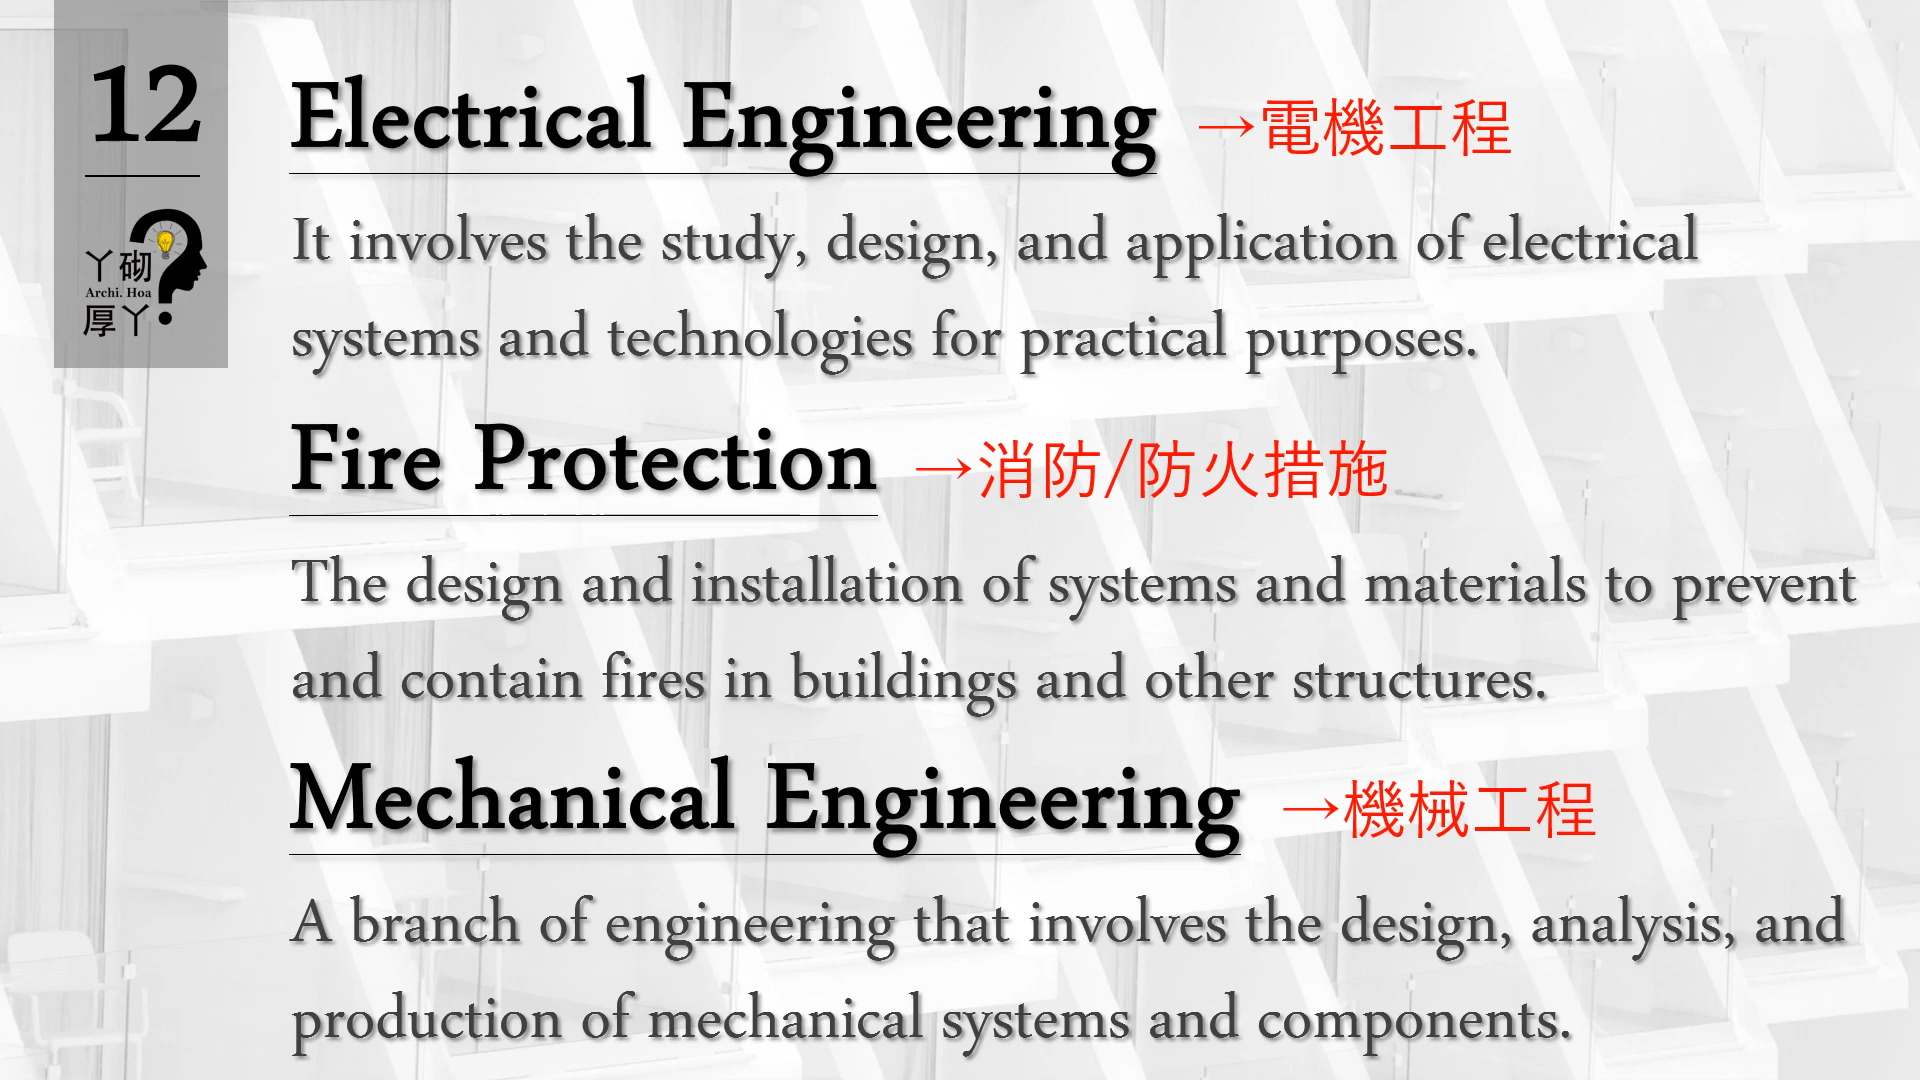 12
丫砌
Archi. Hoa
厚丫
Electrical Engineering →電機工程
It involves the study, design, and application of electrical
systems and technologies for practical purposes.
Fire Protection →消防/防火措施
The design and installation of systems and materials to prevent
and contain fires in buildings and other structures.
Mechanical Engineering →機械工程
A branch of engineering that involves the design, analysis, and
production of mechanical systems and components.